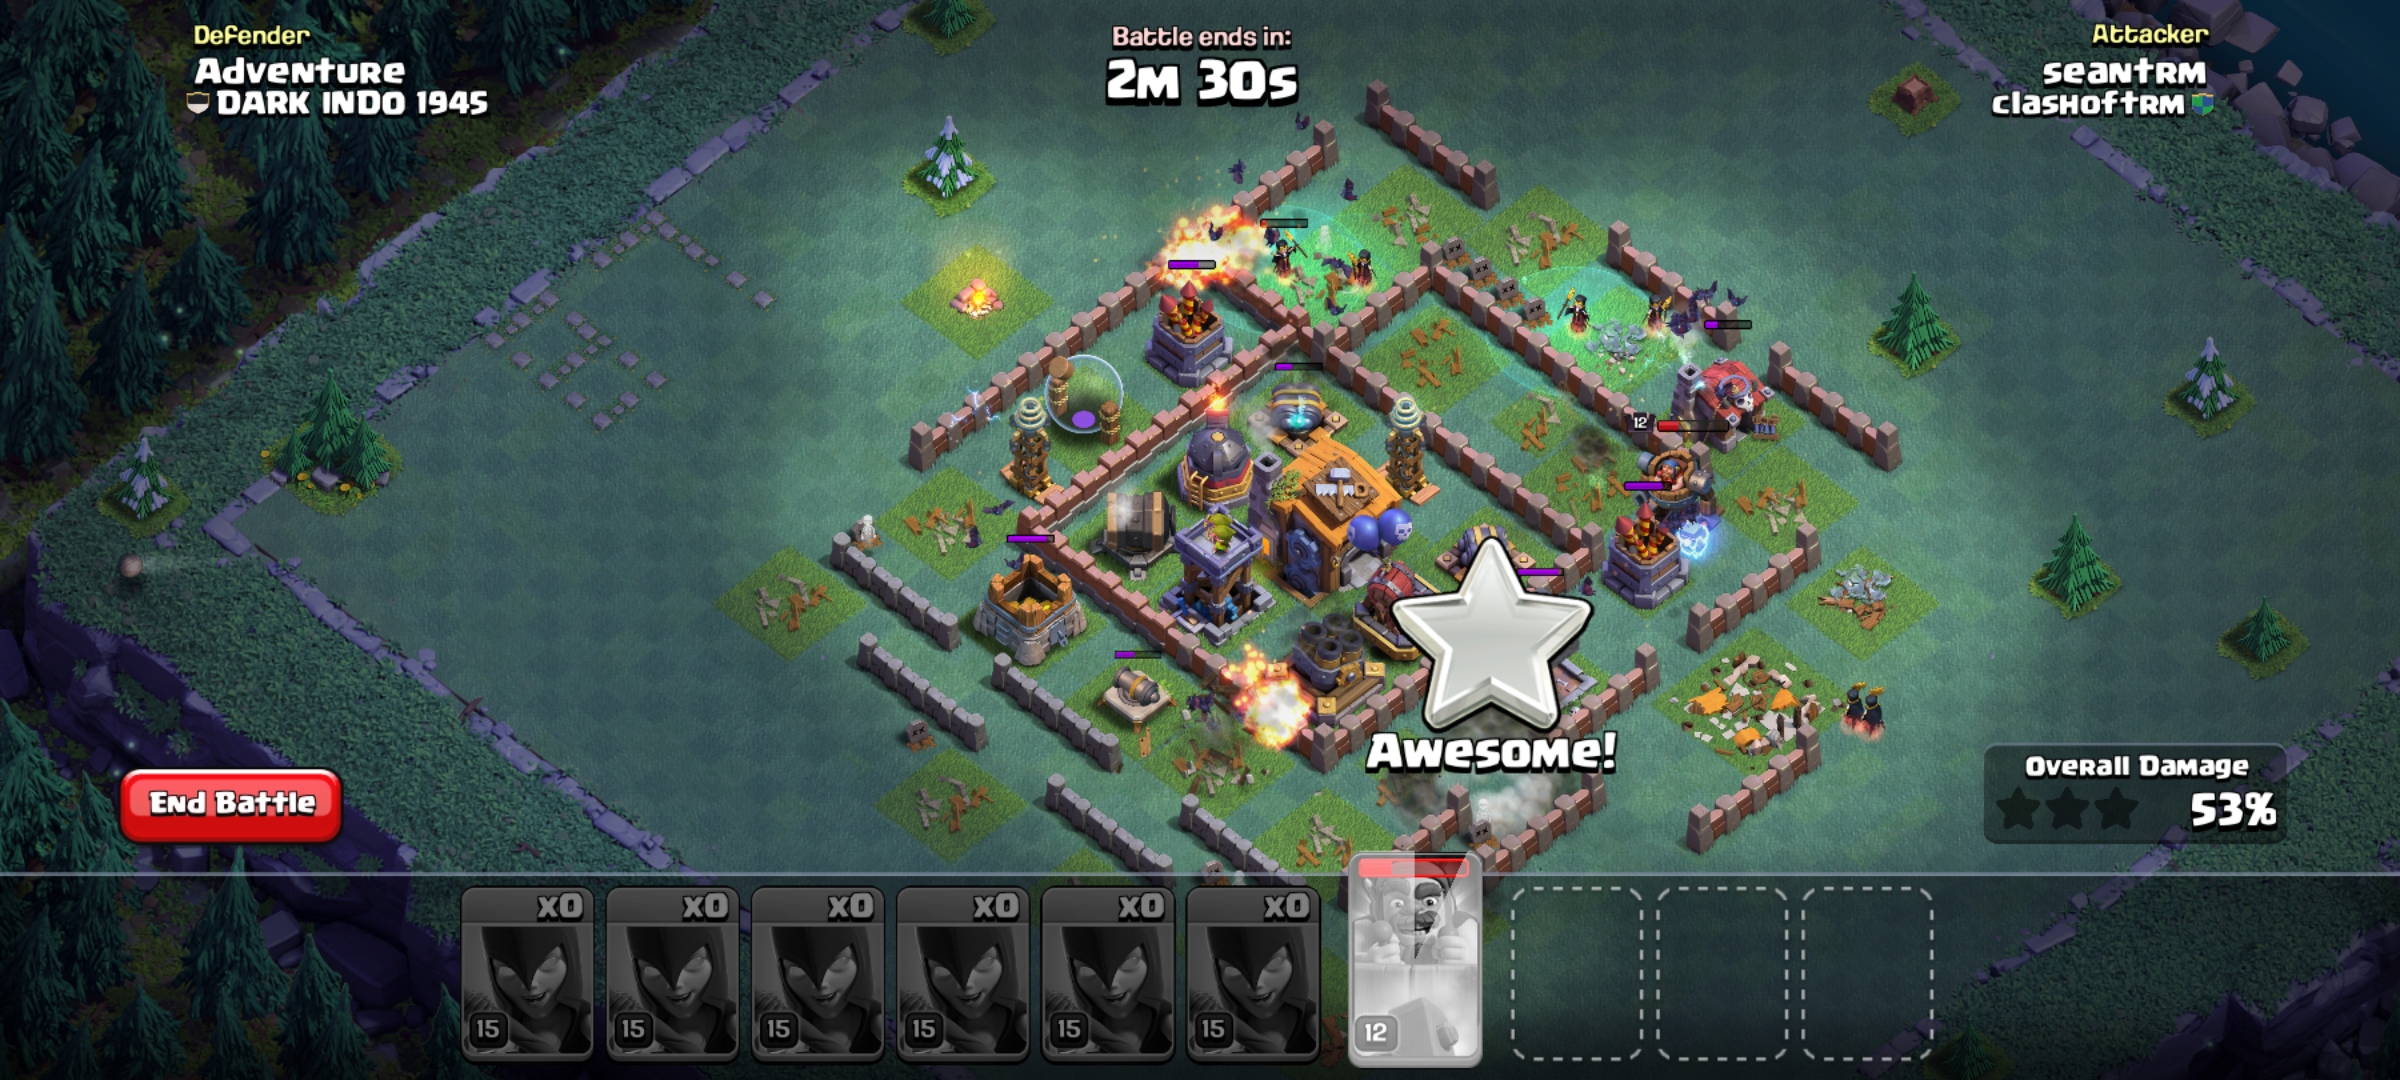 Defender
Adventure
DARK INDO 1945
Battle ends in:
2M 30s
Attacker
seantRM
clashoftRM
12
Awesome!
End Battle
Overall Damage
53%
x0
x0
x0
x0
x0
x0
15
15
15
15
15
15
12